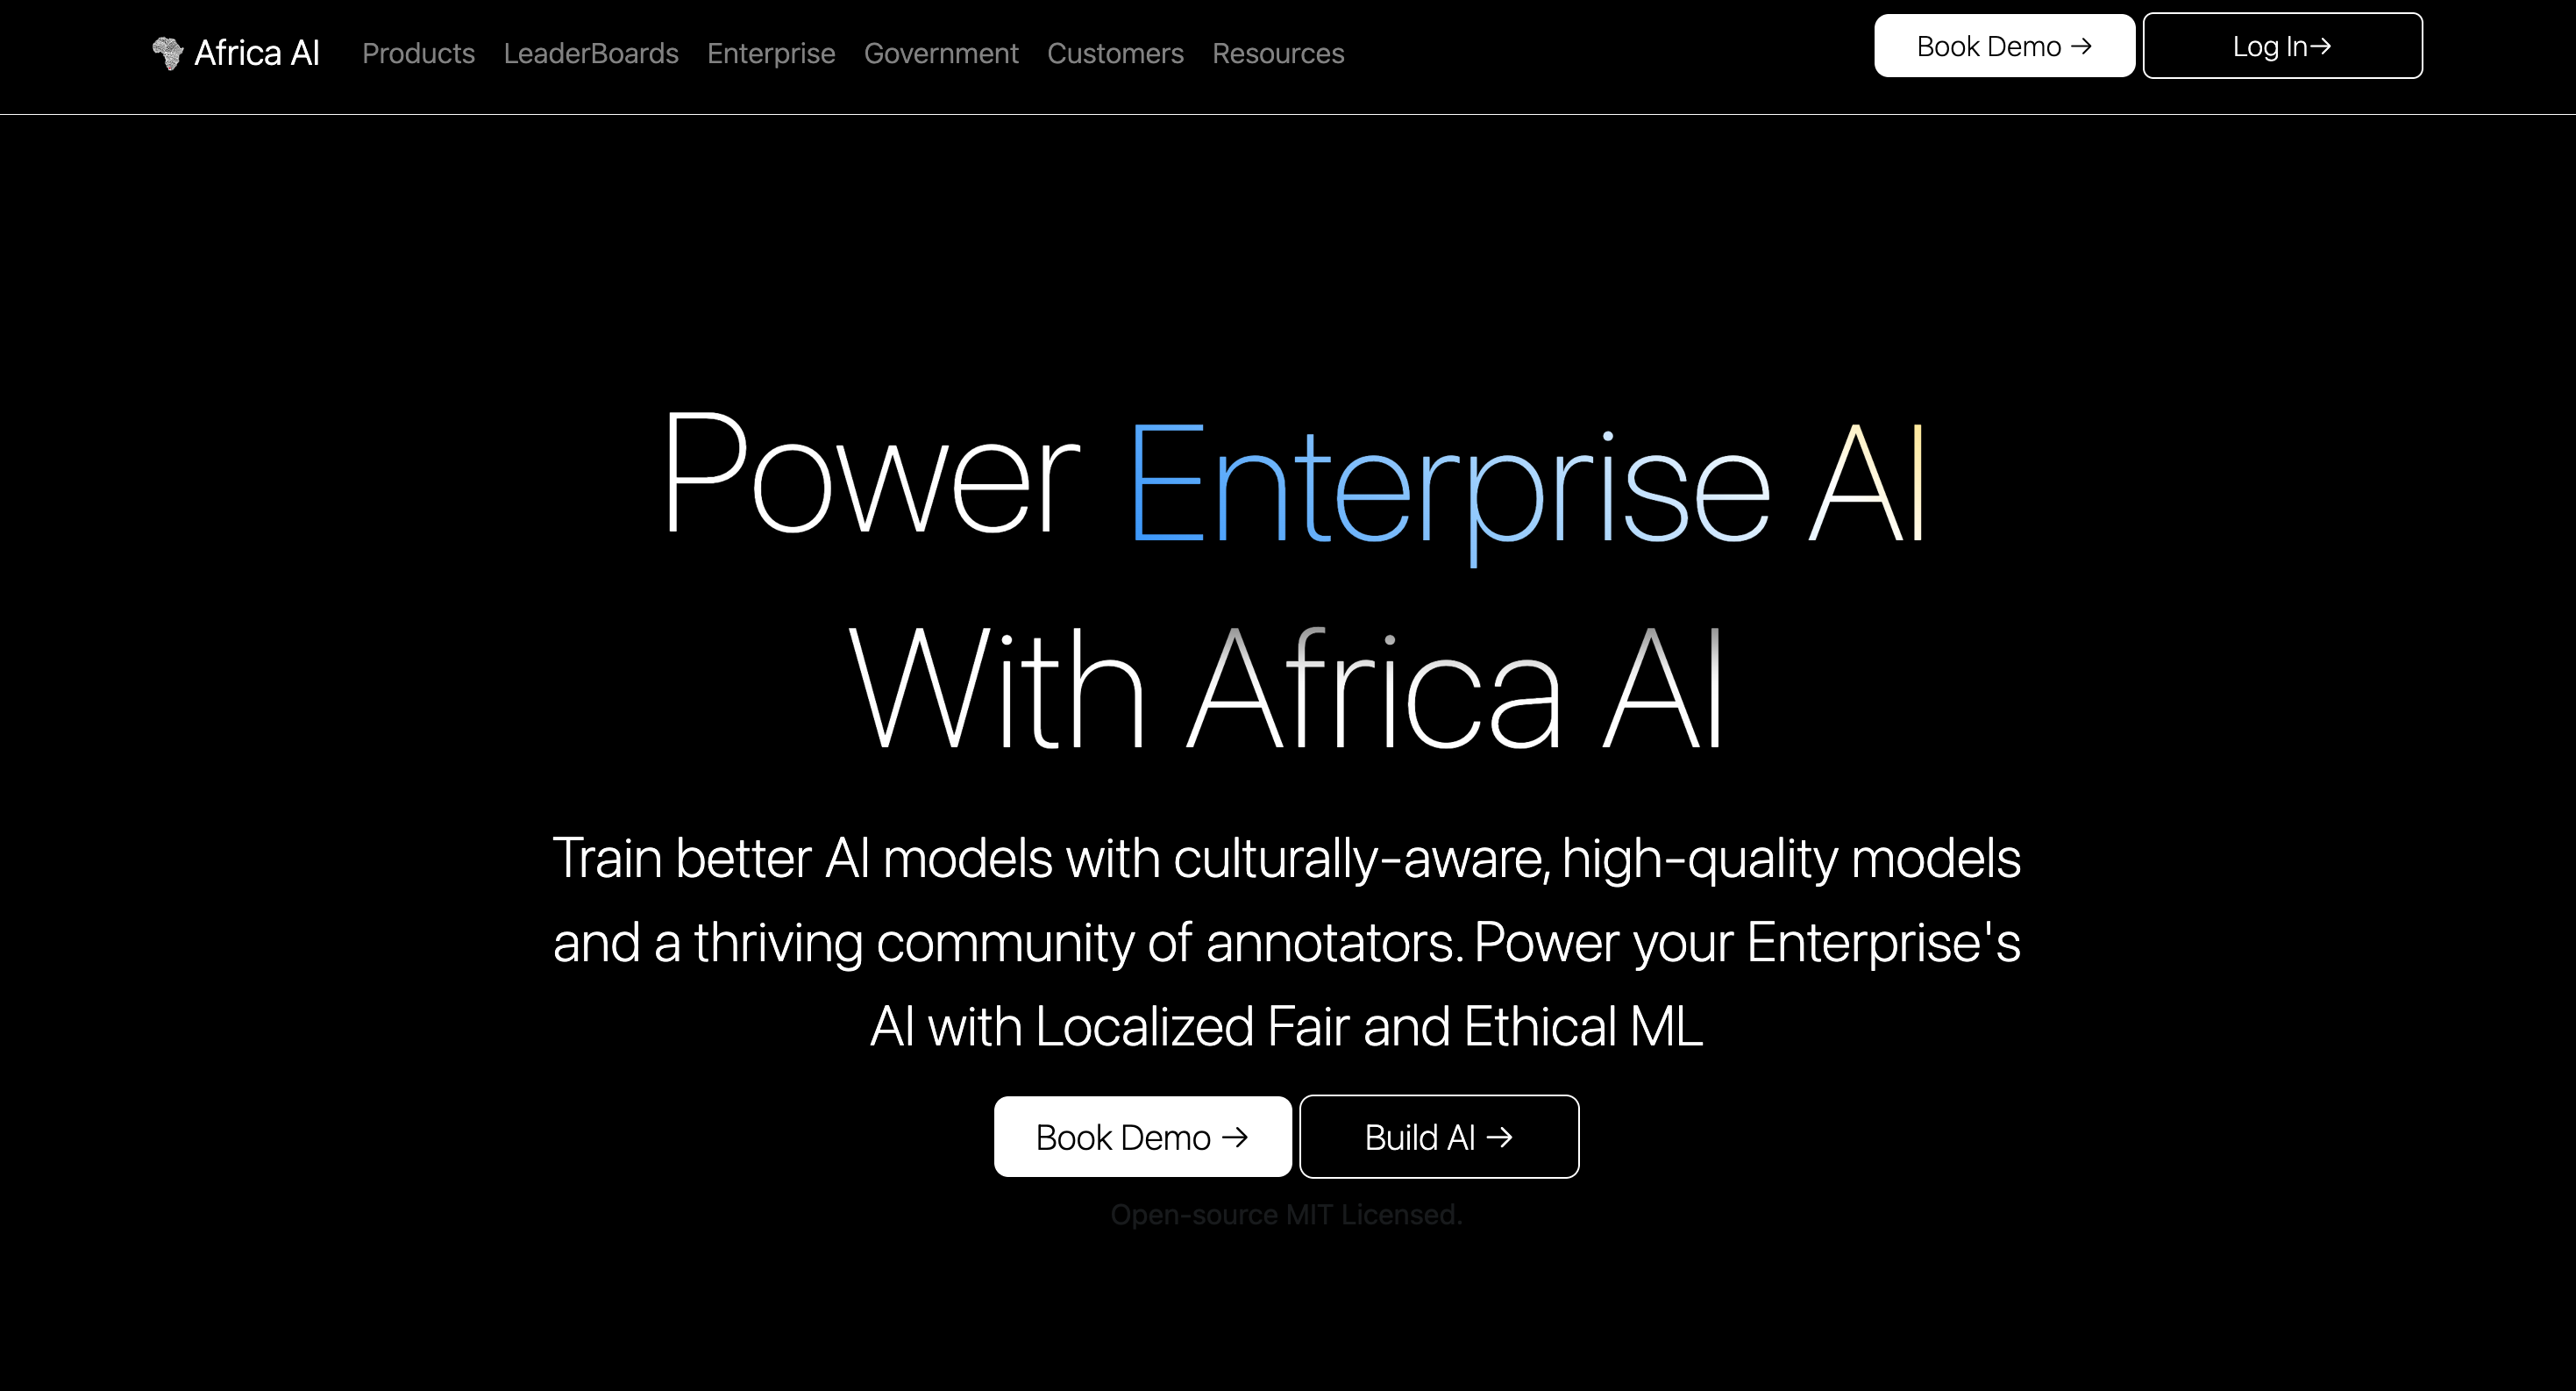 Africa AI Products LeaderBoards Enterprise Government Customers Resources Book Demo → Log In→
Power Enterprise AI
With Africa AI
Train better AI models with culturally-aware, high-quality models
and a thriving community of annotators. Power your Enterprise's
AI with Localized Fair and Ethical ML
Book Demo → Build AI →
Open-source MIT Licensed.